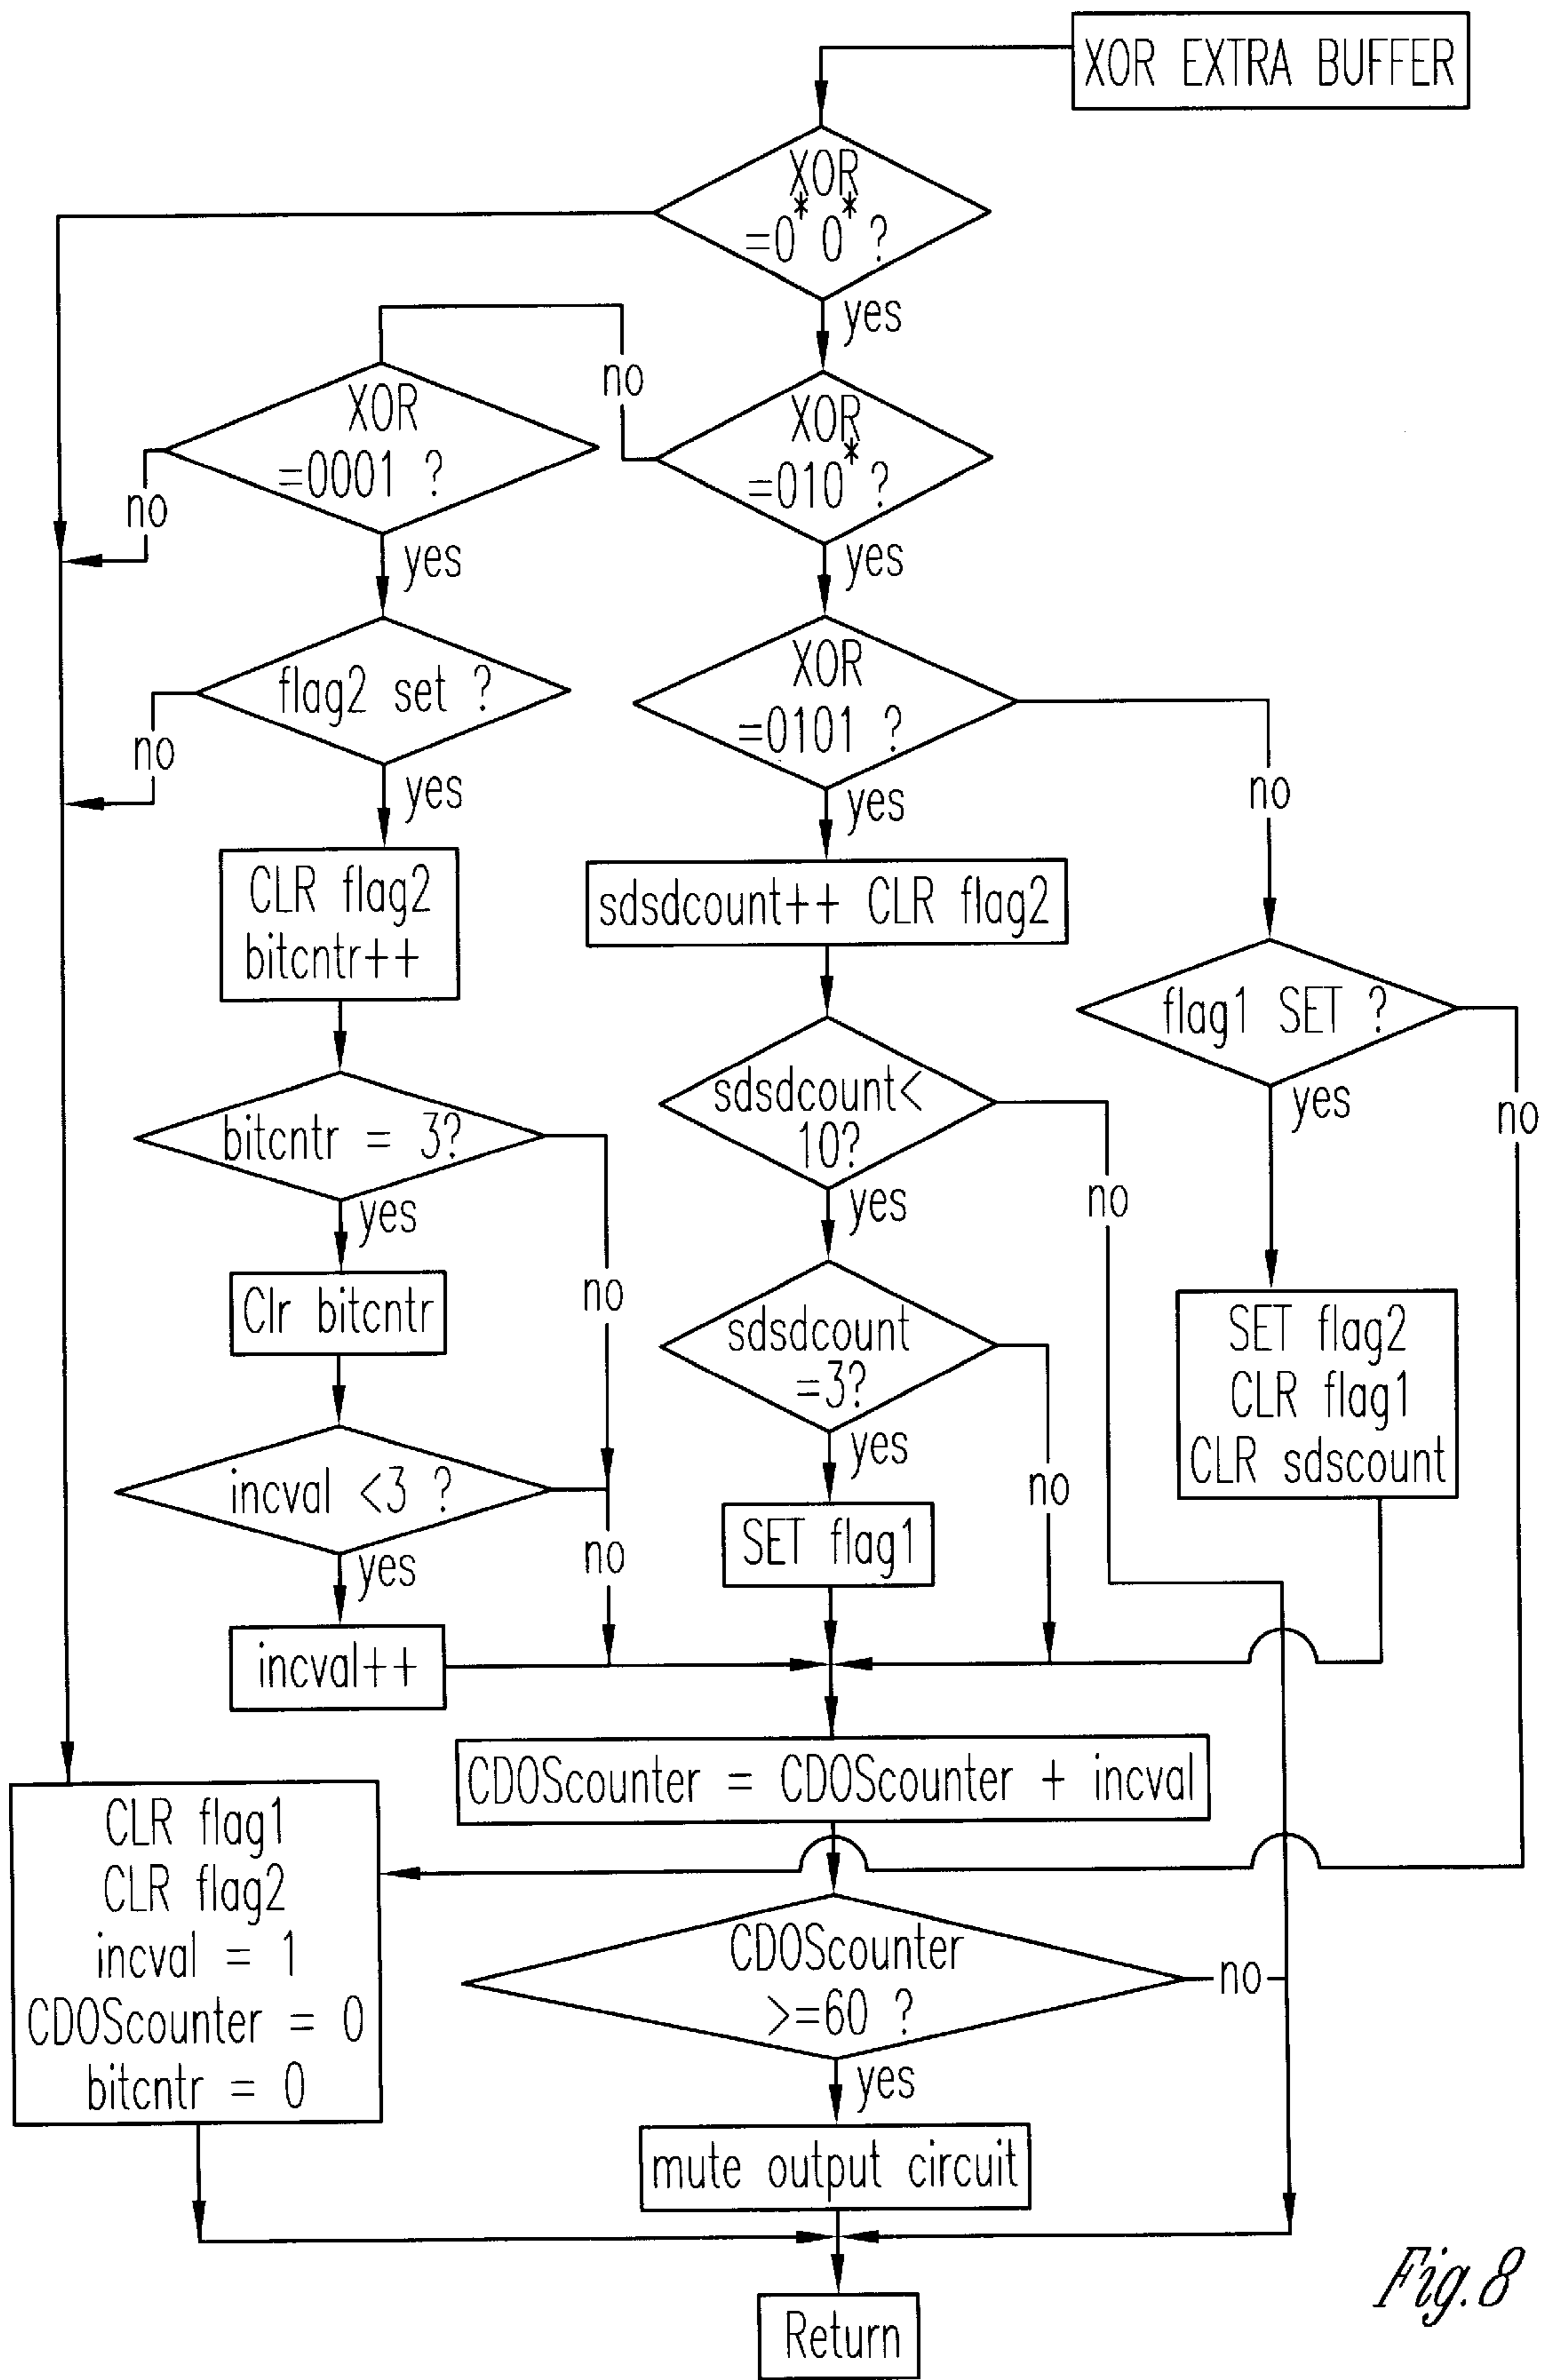 XOR EXTRA BUFFER
XOR
=0* 0* ?
yes
no
XOR
=0001 ?
XOR
=010* ?
no
yes
yes
flag2 set ?
XOR
=0101 ?
no
yes
yes
no
CLR flag2
bitcntr++
sdsdcount++ CLR flag2
flag1 SET ?
sdsdcount<
10?
bitcntr = 3?
yes
no
yes
yes
no
Clr bitcntr
no
sdsdcount
=3?
SET flag2
CLR flag1
CLR sdscount
incval <3 ?
yes
no
yes
no
SET flag1
incval++
CDOScounter = CDOScounter + incval
CLR flag1
CLR flag2
incval = 1
CDOScounter = 0
bitcntr = 0
CDOScounter
>=60 ?
no
yes
mute output circuit
Return
Fig.8